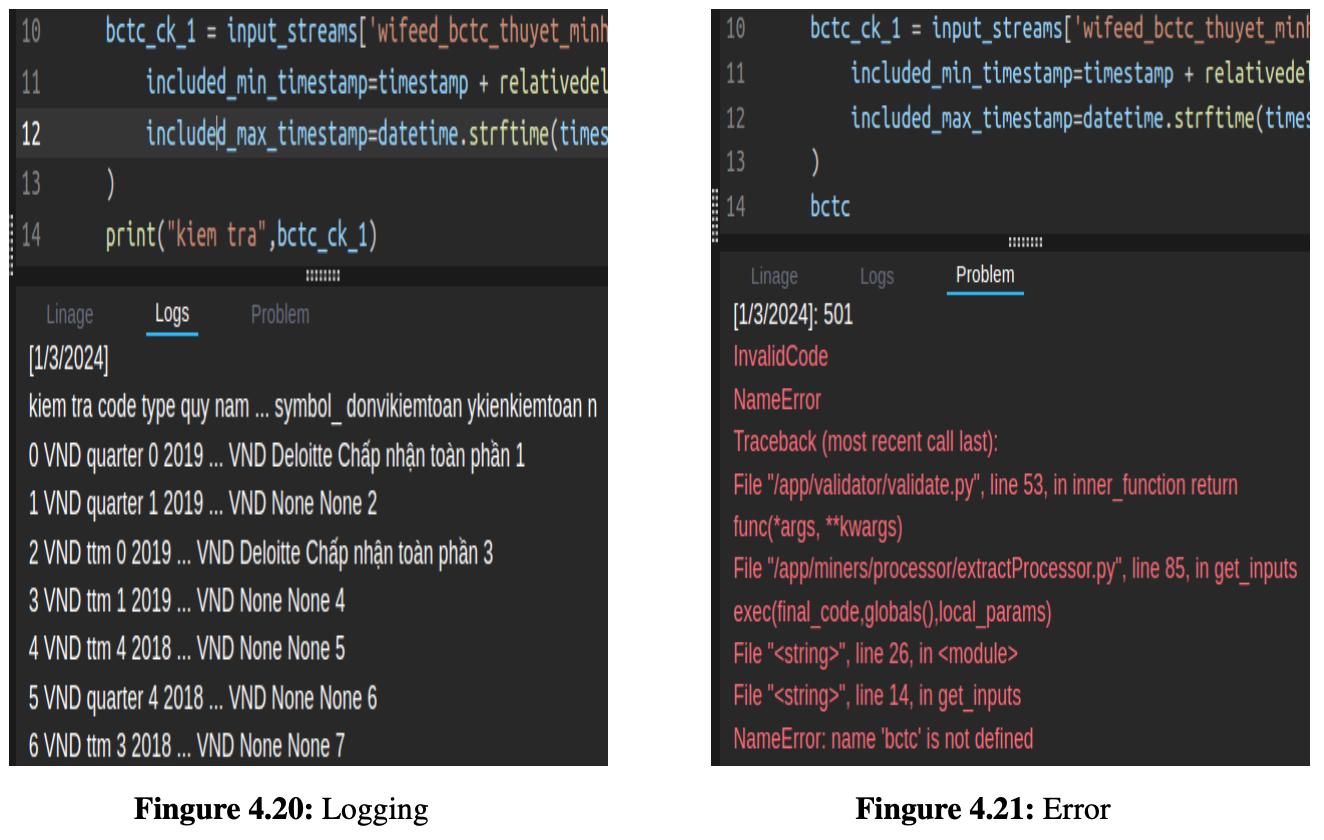 10 bctc_ck_1 = input_streams['wifeed_bctc_thuyet_minh
11 included_min_timestamp=timestamp + relativedel
12 included_max_timestamp=datetime.strftime(times
13 )
14 print("kiem tra",bctc_ck_1)
Linage Logs Problem
[1/3/2024]
kiem tra code type quy nam ... symbol_ donvikiemtoan ykienkiemtoan n
0 VND quarter 0 2019 ... VND Deloitte Chấp nhận toàn phần 1
1 VND quarter 1 2019 ... VND None None 2
2 VND ttm 0 2019 ... VND Deloitte Chấp nhận toàn phần 3
3 VND ttm 1 2019 ... VND None None 4
4 VND ttm 4 2018 ... VND None None 5
5 VND quarter 4 2018 ... VND None None 6
6 VND ttm 3 2018 ... VND None None 7
Fingure 4.20: Logging
10 bctc_ck_1 = input_streams['wifeed_bctc_thuyet_minh
11 included_min_timestamp=timestamp + relativedel
12 included_max_timestamp=datetime.strftime(times
13 )
14 bctc
Linage Logs Problem
[1/3/2024]: 501
InvalidCode
NameError
Traceback (most recent call last):
File "/app/validator/validate.py", line 53, in inner_function return
func(*args, **kwargs)
File "/app/miners/processor/extractProcessor.py", line 85, in get_inputs
exec(final_code,globals(),local_params)
File "<string>", line 26, in <module>
File "<string>", line 14, in get_inputs
NameError: name 'bctc' is not defined
Fingure 4.21: Error